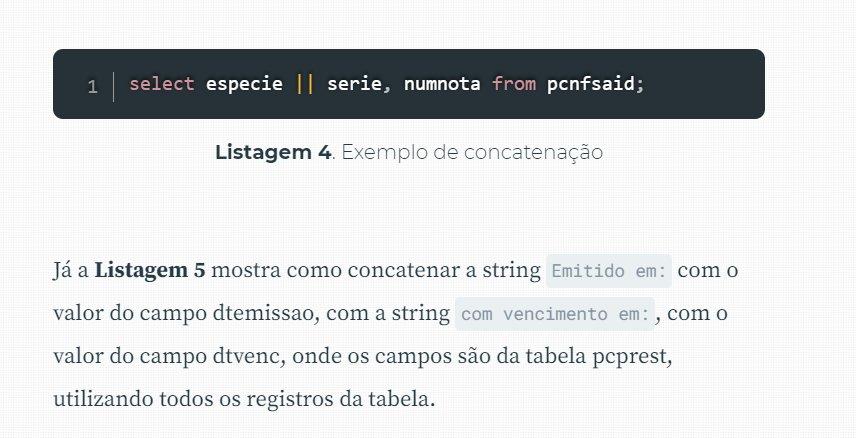 1 select especie || serie, numnota from pcnfsaid;
Listagem 4. Exemplo de concatenação
Já a Listagem 5 mostra como concatenar a string Emitido em: com o
valor do campo dtemissao, com a string com vencimento em:, com o
valor do campo dtvenc, onde os campos são da tabela pcprest,
utilizando todos os registros da tabela.